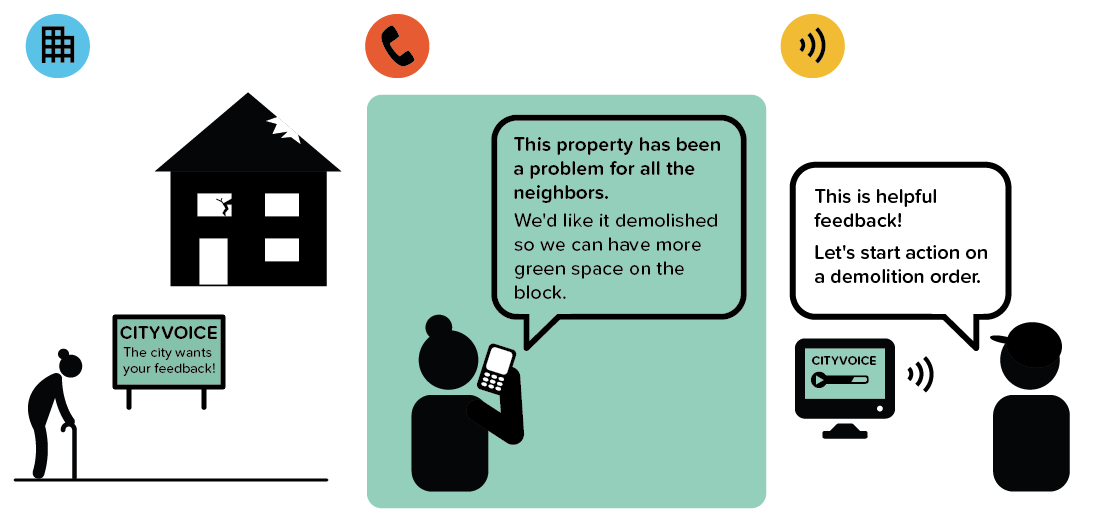 CITYVOICE
The city wants
your feedback!
This property has been
a problem for all the
neighbors.
We'd like it demolished
so we can have more
green space on the
block.
This is helpful
feedback!
Let's start action on
a demolition order.
CITYVOICE